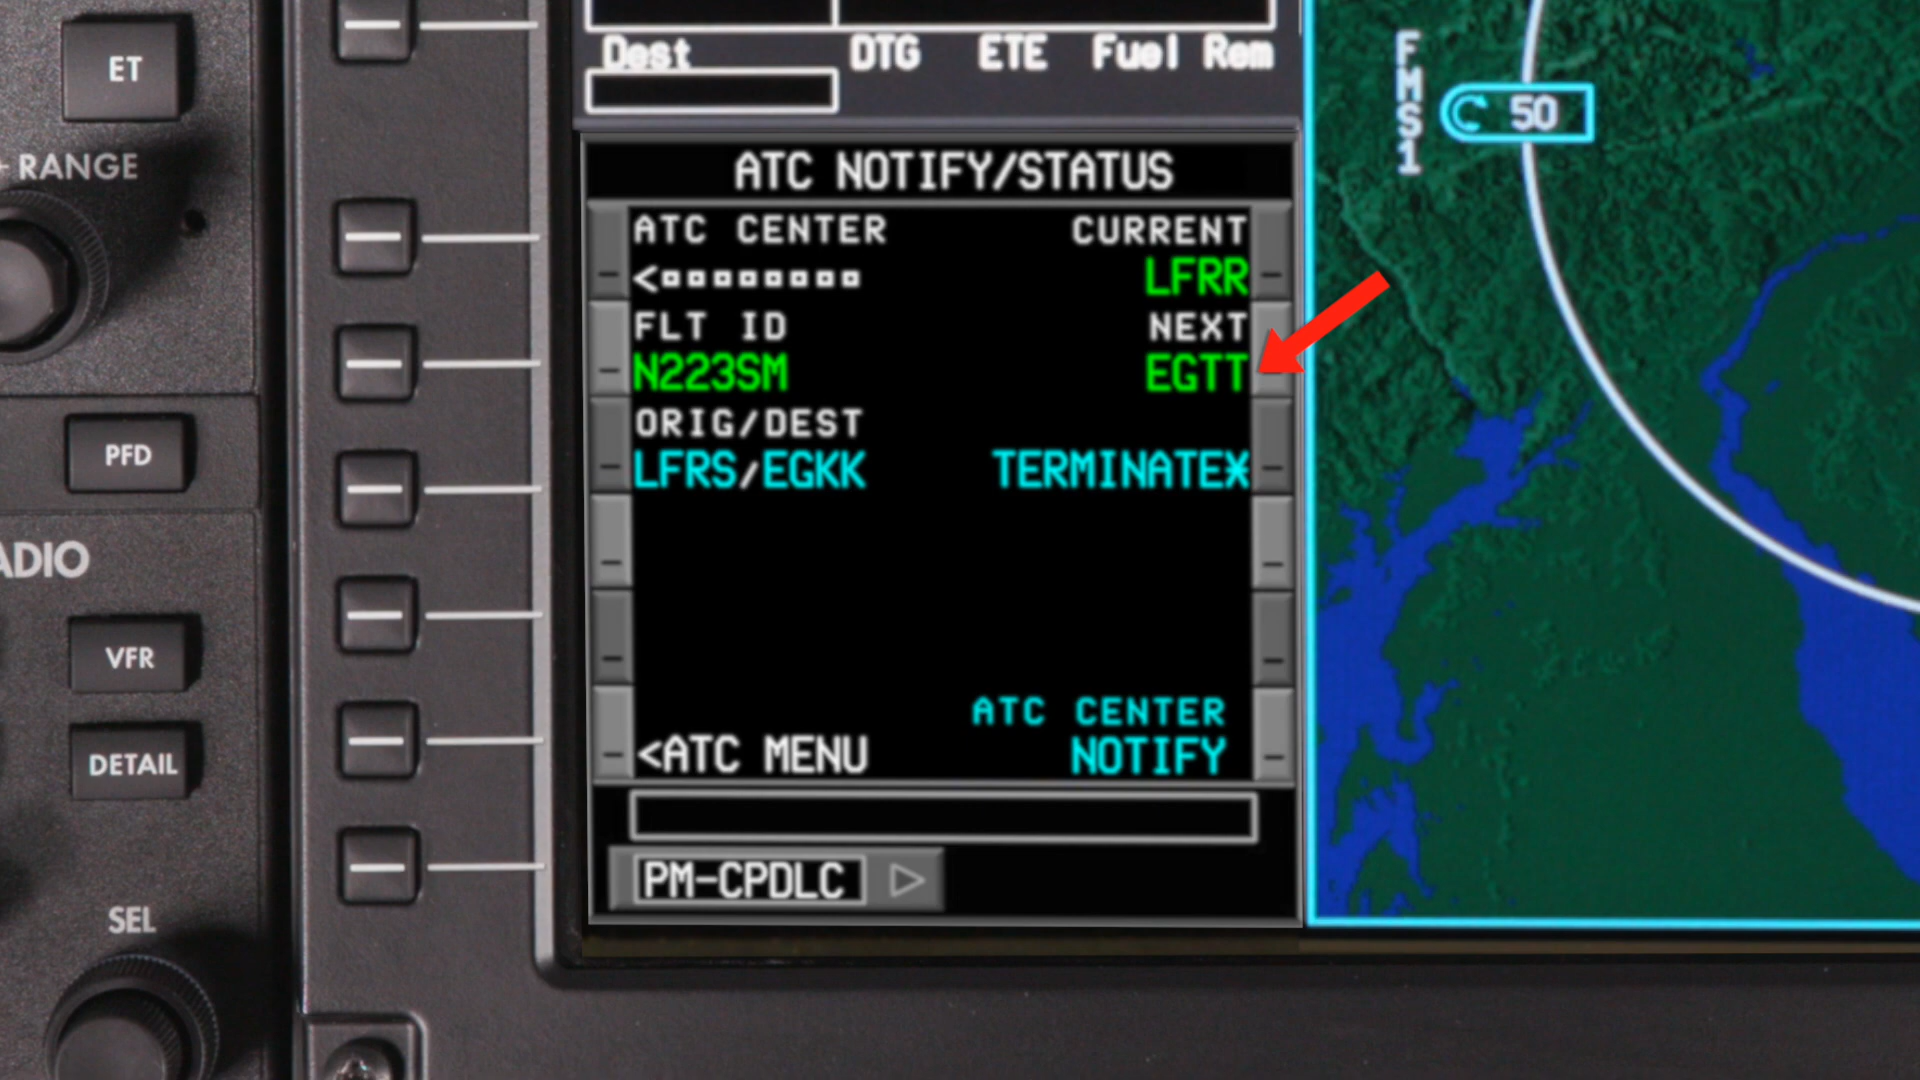 ET
RANGE
PFD
ADIO
VFR
DETAIL
SEL
Dest DTG ETE Fuel Rem
ATC NOTIFY/STATUS
ATC CENTER CURRENT
< LFRR
FLT ID NEXT
N223SM EGTT
ORIG/DEST
LFRS/EGKK TERMINATE
ATC CENTER
<ATC MENU NOTIFY
PM-CPDLC
FMS1
50